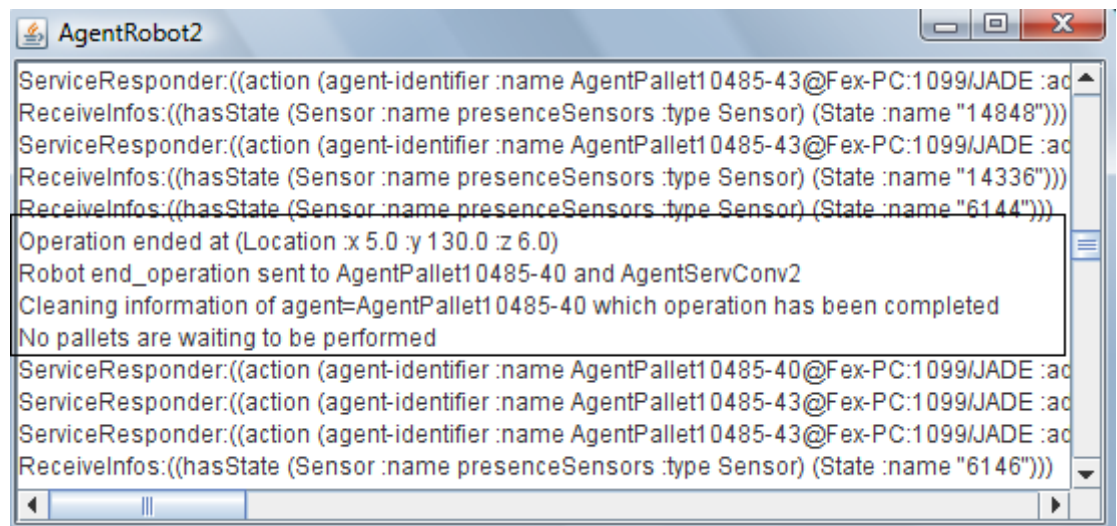 AgentRobot2
ServiceResponder:((action (agent-identifier :name AgentPallet10485-43@Fex-PC:1099/JADE :ad
ReceiveInfos:((hasState (Sensor :name presenceSensors :type Sensor) (State :name "14848")))
ServiceResponder:((action (agent-identifier :name AgentPallet10485-43@Fex-PC:1099/JADE :ad
ReceiveInfos:((hasState (Sensor :name presenceSensors :type Sensor) (State :name "14336")))
ReceiveInfos:((hasState (Sensor :name presenceSensors :type Sensor) (State :name "6144")))
Operation ended at (Location :x 5.0 :y 130.0 :z 6.0)
Robot end_operation sent to AgentPallet10485-40 and AgentServConv2
Cleaning information of agent=AgentPallet10485-40 which operation has been completed
No pallets are waiting to be performed
ServiceResponder:((action (agent-identifier :name AgentPallet10485-40@Fex-PC:1099/JADE :ad
ServiceResponder:((action (agent-identifier :name AgentPallet10485-43@Fex-PC:1099/JADE :ad
ServiceResponder:((action (agent-identifier :name AgentPallet10485-43@Fex-PC:1099/JADE :ad
ReceiveInfos:((hasState (Sensor :name presenceSensors :type Sensor) (State :name "6146")))